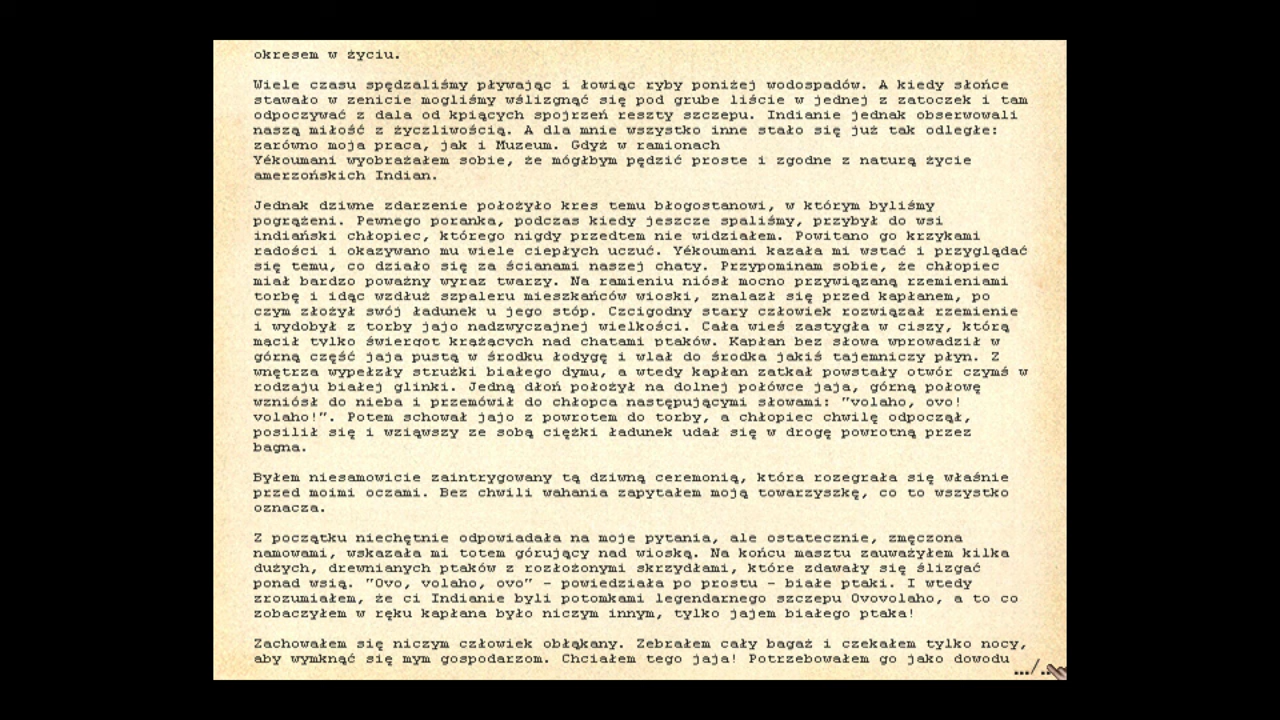 okresem w życiu.
Wiele czasu spędzaliśmy pływając i łowiąc ryby poniżej wodospadów. A kiedy słońce
stawało w zenicie mogliśmy wślizgnąć się pod grube liście w jednej z zatoczek i tam
odpoczywać z dala od kpiących spojrzeń reszty szczepu. Indianie jednak obserwowali
naszą miłość z życzliwością. A dla mnie wszystko inne stało się już tak odległe:
zarówno moja praca, jak i Muzeum. Gdyż w ramionach
Yékoumani wyobrażałem sobie, że mógłbym pędzić proste i zgodne z naturą życie
amerzońskich Indian.
Jednak dziwne zdarzenie położyło kres temu błogostanowi, w którym byliśmy
pogrążeni. Pewnego poranka, podczas kiedy jeszcze spaliśmy, przybył do wsi
indiański chłopiec, którego nigdy przedtem nie widziałem. Powitano go krzykami
radości i okazywano mu wiele ciepłych uczuć. Yékoumani kazała mi wstać i przyglądać
się temu, co działo się za ścianami naszej chaty. Przypominam sobie, że chłopiec
miał bardzo poważny wyraz twarzy. Na ramieniu niósł mocno przywiązaną rzemieniami
torbę i idąc wzdłuż szpaleru mieszkańców wioski, znalazł się przed kapłanem, po
czym złożył swój ładunek u jego stóp. Czcigodny stary człowiek rozwiązał rzemienie
i wydobył z torby jajo nadzwyczajnej wielkości. Cała wieś zastygła w ciszy, którą
mącił tylko świergot krążących nad chatami ptaków. Kapłan bez słowa wprowadził w
górną część jaja pustą w środku łodygę i wlał do środka jakiś tajemniczy płyn. Z
wnętrza wypełzły strużki białego dymu, a wtedy kapłan zatkał powstały otwór czymś w
rodzaju białej glinki. Jedną dłoń położył na dolnej połówce jaja, górną połowę
wzniósł do nieba i przemówił do chłopca następującymi słowami: "volaho, ovo!
volaho!". Potem schował jajo z powrotem do torby, a chłopiec chwilę odpoczął,
posilił się i wziąwszy ze sobą ciężki ładunek udał się w drogę powrotną przez
bagna.
Byłem niesamowicie zaintrygowany tą dziwną ceremonią, która rozegrała się właśnie
przed moimi oczami. Bez chwili wahania zapytałem moją towarzyszkę, co to wszystko
oznacza.
Z początku niechętnie odpowiadała na moje pytania, ale ostatecznie, zmęczona
namowami, wskazała mi totem górujący nad wioską. Na końcu masztu zauważyłem kilka
dużych, drewnianych ptaków z rozłożonymi skrzydłami, które zdawały się ślizgać
ponad wsią. "Ovo, volaho, ovo" - powiedziała po prostu - białe ptaki. I wtedy
zrozumiałem, że ci Indianie byli potomkami legendarnego szczepu Ovovolaho, a to co
zobaczyłem w ręku kapłana było niczym innym, tylko jajem białego ptaka!
Zachowałem się niczym człowiek obłąkany. Zebrałem cały bagaż i czekałem tylko nocy,
aby wymknąć się mym gospodarzom. Chciałem tego jaja! Potrzebowałem go jako dowodu